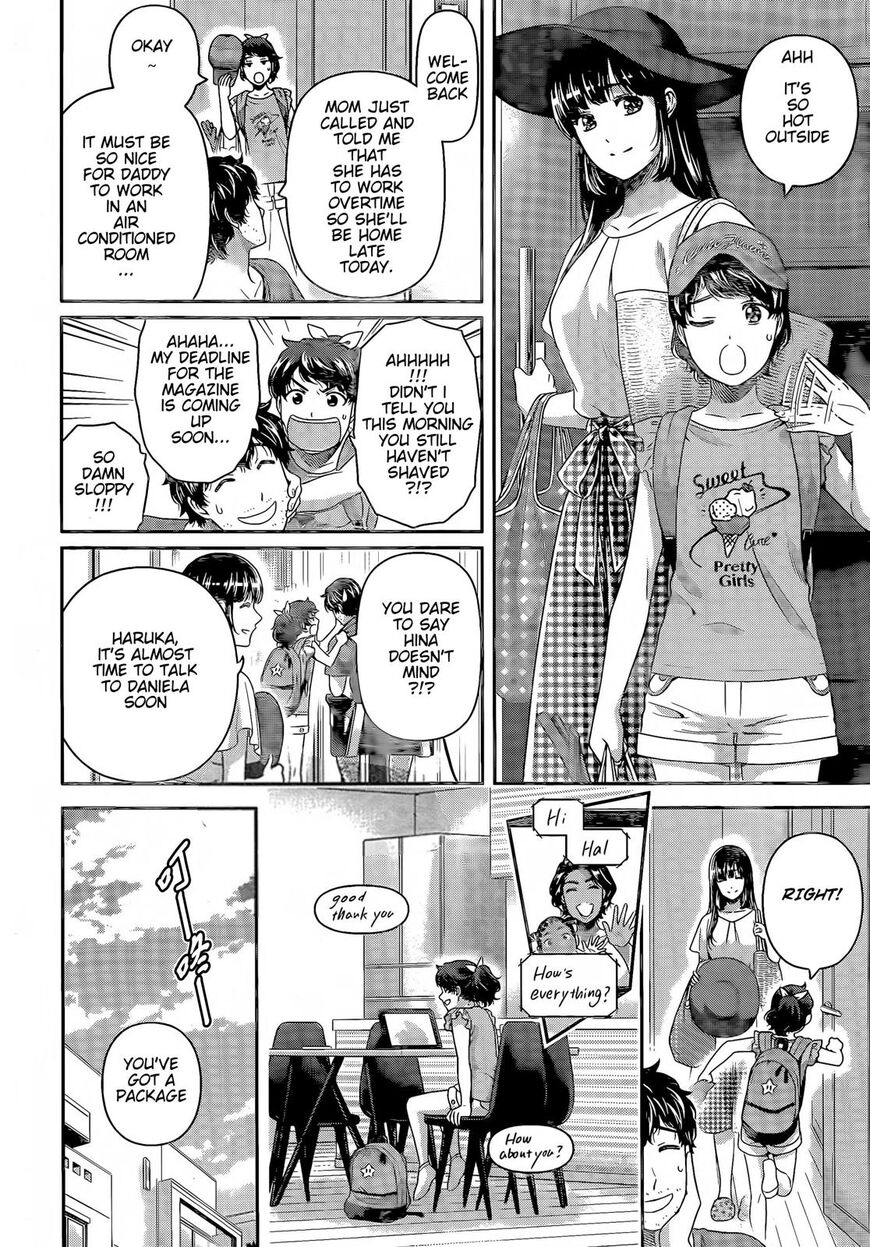 AHH
IT'S
SO
HOT
OUTSIDE
Sweet
Pretty
Girls
WEL-
COME
BACK
MOM JUST
CALLED AND
TOLD ME
THAT
SHE HAS
TO WORK
OVERTIME
SO SHE'LL
BE HOME
LATE
TODAY.
OKAY
~
IT MUST BE
SO NICE
FOR DADDY
TO WORK
IN AN
AIR
CONDITIONED
ROOM
...
AHHHHH
!!!
DIDN'T I
TELL YOU
THIS MORNING
YOU STILL
HAVEN'T
SHAVED
?!?
AHAHA...
MY DEADLINE
FOR THE
MAGAZINE
IS COMING
UP
SOON...
SO
DAMN
SLOPPY
!!!
YOU DARE
TO SAY
HINA
DOESN'T
MIND
?!?
HARUKA,
IT'S ALMOST
TIME TO TALK
TO DANIELA
SOON
RIGHT!
Hi
Hal
How's
everything?
good
thank you
How
about you?
叮——咚——
YOU'VE
GOT A
PACKAGE